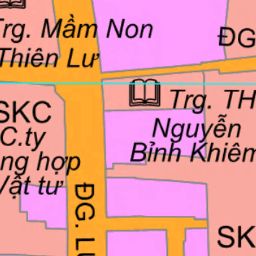 Trg. Mầm Non
Thiên Lư
ĐG
Trg. TH
Nguyễn
Bỉnh Khiêm
SKC
C.ty
ng hợp
Vật tư
ĐG. LƯ
SK